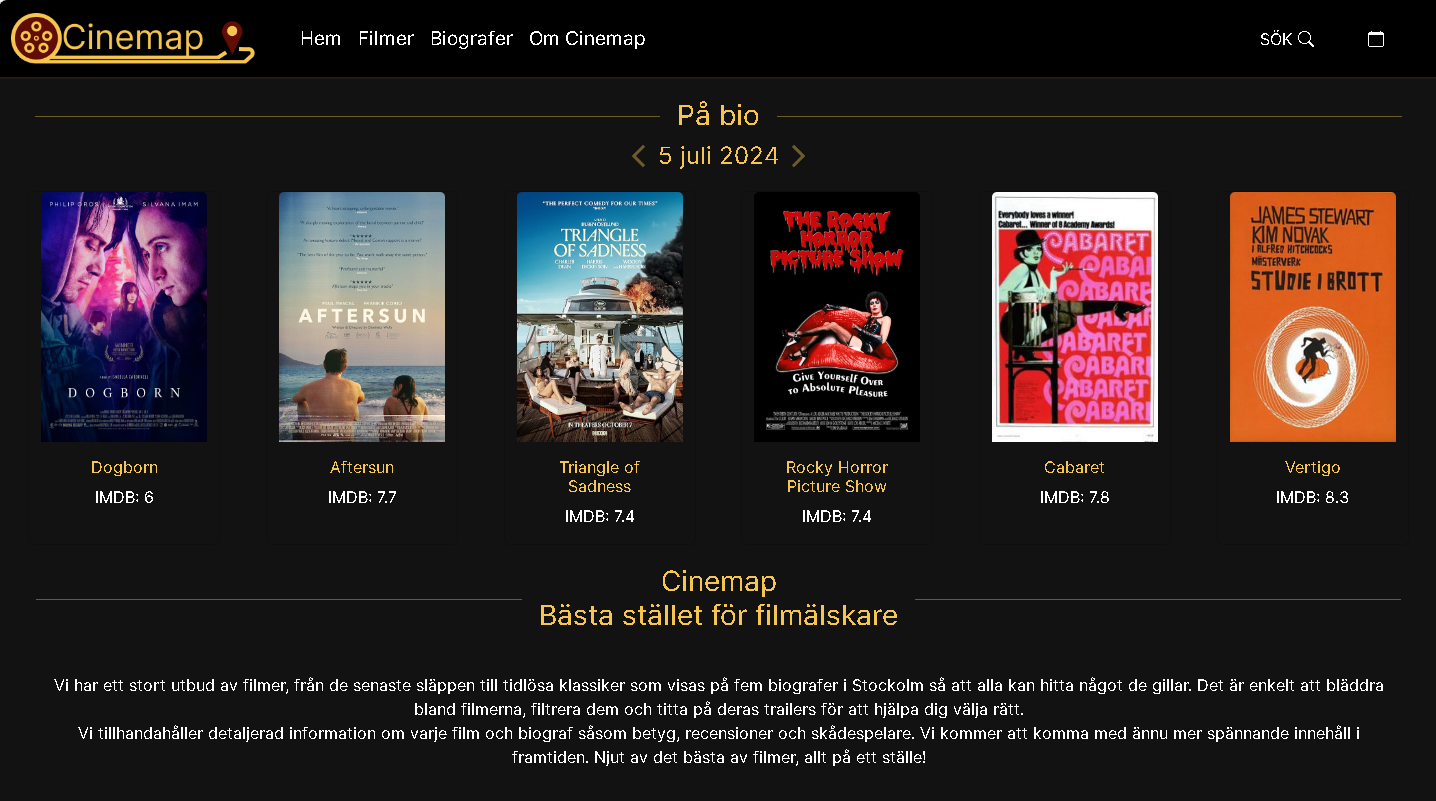 Cinemap
Hem Filmer Biografer Om Cinemap
SÖK
På bio
5 juli 2024
PHILIP OROS SILVANA IMAM
DOGBORN
AFTERSUN
"THE PERFECT COMEDY FOR OUR TIMES"
TRIANGLE
OF SADNESS
IN THEATERS OCTOBER 7
THE ROCKY
HORROR
PICTURE SHOW
GIVE YOURSELF OVER
TO ABSOLUTE PLEASURE
Everybody loves a winner!
Cabaret... Winner of 8 Academy Awards!
CABARET
JAMES STEWART
KIM NOVAK
I ALFRED HITCHCOCKS
MÄSTERVERK
STUDIE I BROTT
Dogborn
IMDB: 6
Aftersun
IMDB: 7.7
Triangle of
Sadness
IMDB: 7.4
Rocky Horror
Picture Show
IMDB: 7.4
Cabaret
IMDB: 7.8
Vertigo
IMDB: 8.3
Cinemap
Bästa stället för filmälskare
Vi har ett stort utbud av filmer, från de senaste släppen till tidlösa klassiker som visas på fem biografer i Stockolm så att alla kan hitta något de gillar. Det är enkelt att bläddra
bland filmerna, filtrera dem och titta på deras trailers för att hjälpa dig välja rätt.
Vi tillhandahåller detaljerad information om varje film och biograf såsom betyg, recensioner och skådespelare. Vi kommer att komma med ännu mer spännande innehåll i
framtiden. Njut av det bästa av filmer, allt på ett ställe!